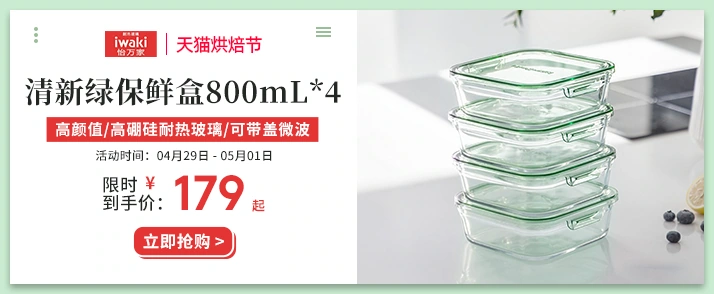 iwaki
怡万家
天猫烘焙节
清新绿保鲜盒800mL*4
高颜值/高硼硅耐热玻璃/可带盖微波
活动时间：04月29日 - 05月01日
限时
到手价：
¥
179 起
立即抢购 >